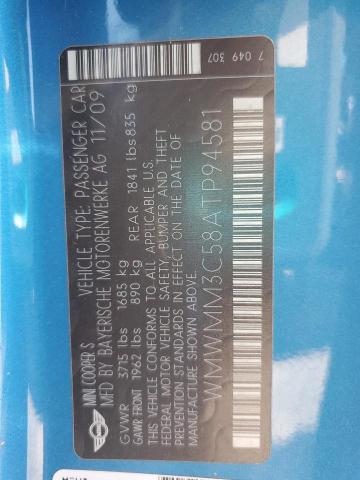 MINI COOPER S VEHICLE TYPE: PASSENGER CAR
MFD BY BAYERISCHE MOTORENWERKE AG 11/09
GVWR 3715 lbs 1685 kg
GAWR FRONT 1962 lbs 890 kg REAR 1841 lbs 835 kg
THIS VEHICLE CONFORMS TO ALL APPLICABLE U.S.
FEDERAL MOTOR VEHICLE SAFETY, BUMPER AND THEFT
PREVENTION STANDARDS IN EFFECT ON THE DATE OF
MANUFACTURE SHOWN ABOVE.
WMWMM3C58ATP94581
7 049 307